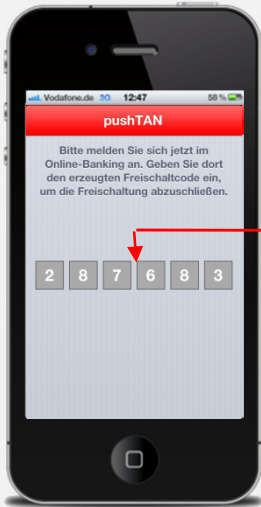 Vodafone.de 3G 12:47 58 %
pushTAN
Bitte melden Sie sich jetzt im
Online-Banking an. Geben Sie dort
den erzeugten Freischaltcode ein,
um die Freischaltung abzuschließen.
2 8 7 6 8 3